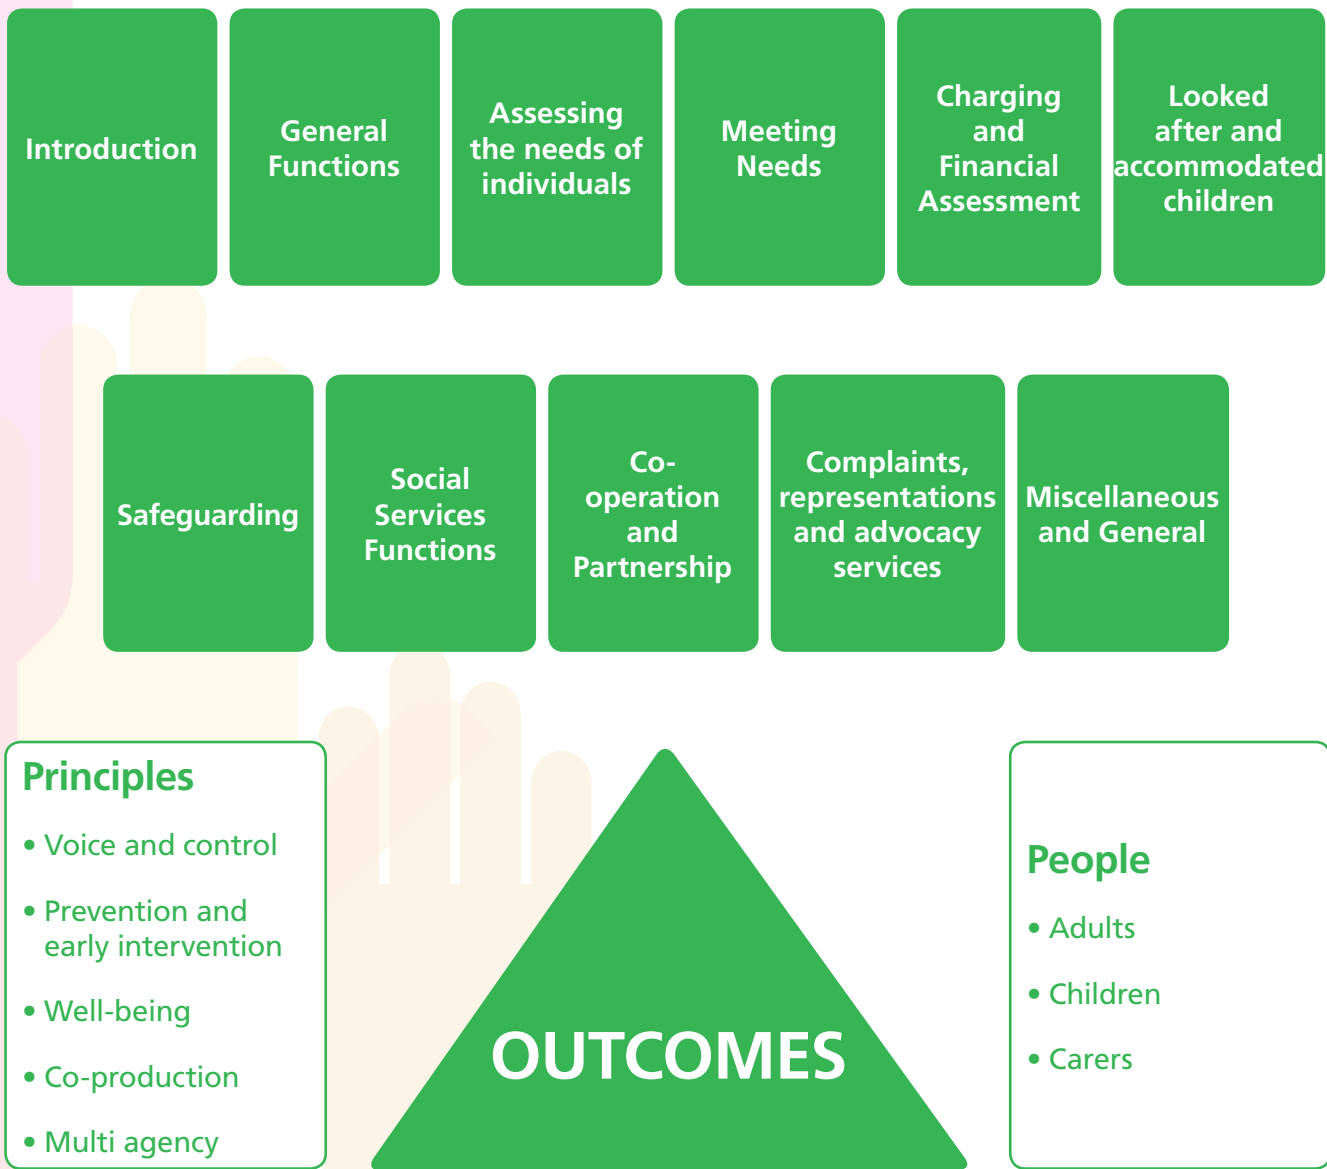 Introduction
General
Functions
Assessing
the needs of
individuals
Meeting
Needs
Charging
and
Financial
Assessment
Looked
after and
accommodated
children
Safeguarding
Social
Services
Functions
Co-
operation
and
Partnership
Complaints,
representations
and advocacy
services
Miscellaneous
and General
Principles
• Voice and control
• Prevention and
early intervention
• Well-being
• Co-production
• Multi agency
OUTCOMES
People
• Adults
• Children
• Carers